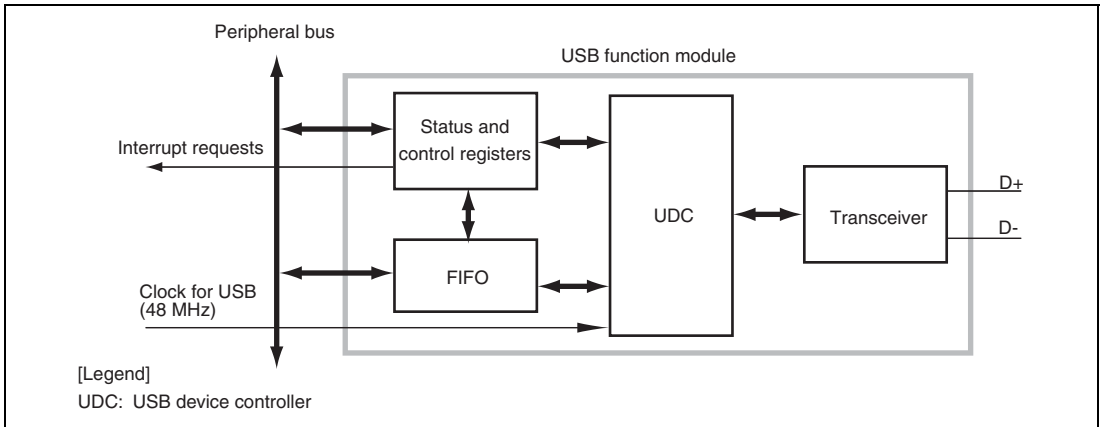 Peripheral bus
USB function module
Status and
control registers
Interrupt requests
UDC
Transceiver
D+
D-
FIFO
Clock for USB
(48 MHz)
[Legend]
UDC: USB device controller